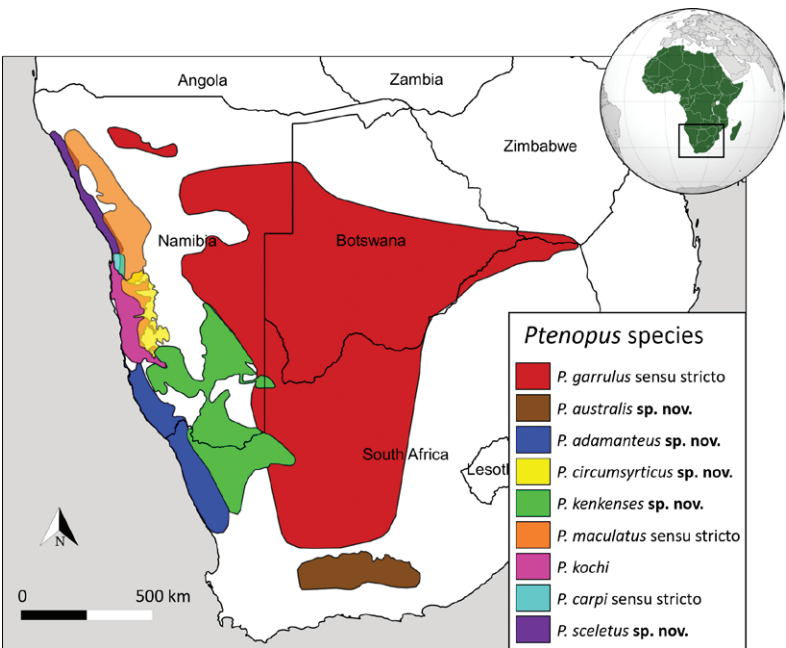 Angola
Zambia
Zimbabwe
Namibia
Botswana
South Africa
Lesot
N
0 500 km
Ptenopus species
P. garrulus sensu stricto
P. australis sp. nov.
P. adamanteus sp. nov.
P. circumsyrticus sp. nov.
P. kenkenses sp. nov.
P. maculatus sensu stricto
P. kochi
P. carpi sensu stricto
P. sceletus sp. nov.